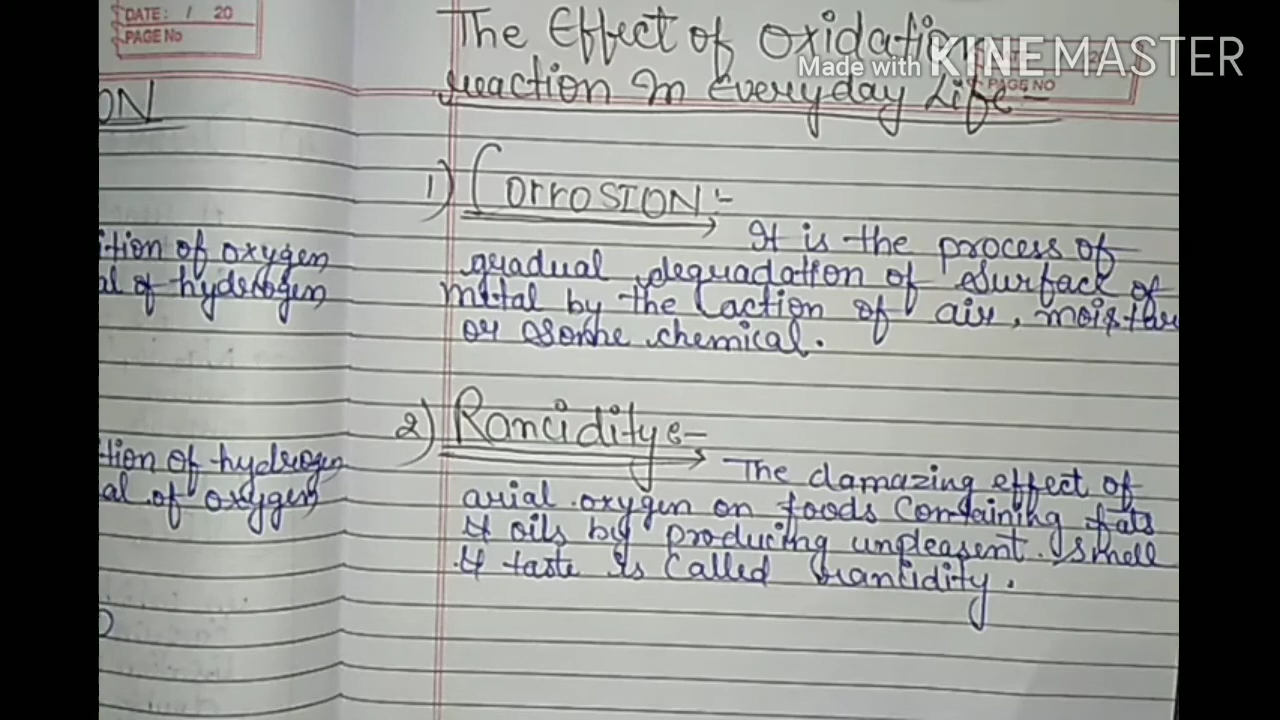 DATE: / 20
PAGE No
ON
ition of oxygen
al of hydrogen
tion of hydrogen
al of oxygen
The Effect of Oxidation
reaction In Everyday Life-
Made with KINEMASTER
PAGE NO
1) CorroSION:-
It is the process of
gradual degradation of surface of
metal by the action of air, moistur
or some chemical.
2) Rancidity:-
The damazing effect of
arial oxygen on foods containing fats
& oils by producing unpleasent smell
& taste is called rancidity.